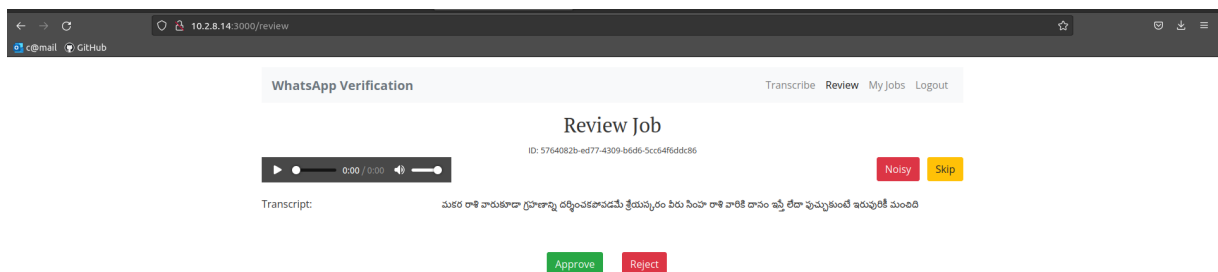 10.2.8.14:3000/review
c@mail GitHub
WhatsApp Verification Transcribe Review My Jobs Logout
Review Job
ID: 5764082b-ed77-4309-b6d6-5cc64f6ddc86
0:00 / 0:00 Noisy Skip
Transcript: మకర రాశి వారుకూడా గ్రహణాన్ని దర్శించకపోవడమే శ్రేయస్కరం వీరు సింహ రాశి వారికి దానం ఇస్తే లేదా పుచ్చుకుంటే ఇరువురికీ మంచిది
Approve Reject